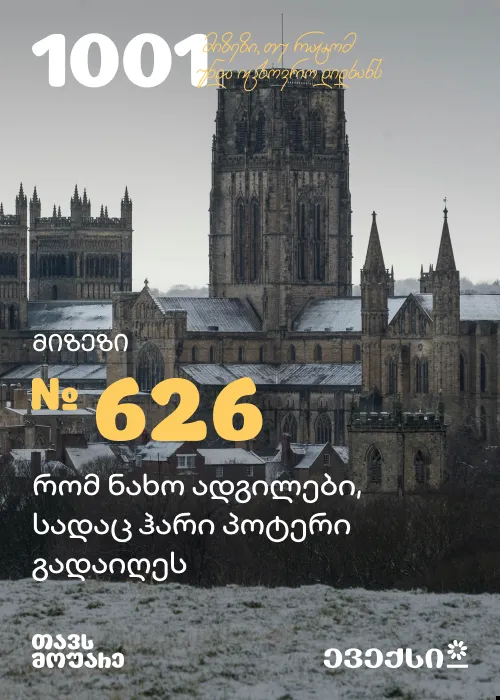 1001 მიზეზი, თუ რატომ
უნდა იცხოვრო დიდხანს
მიზეზი
№ 626
რომ ნახო ადგილები,
სადაც ჰარი პოტერი
გადაიღეს
თავს
მოუარე
ევექსი